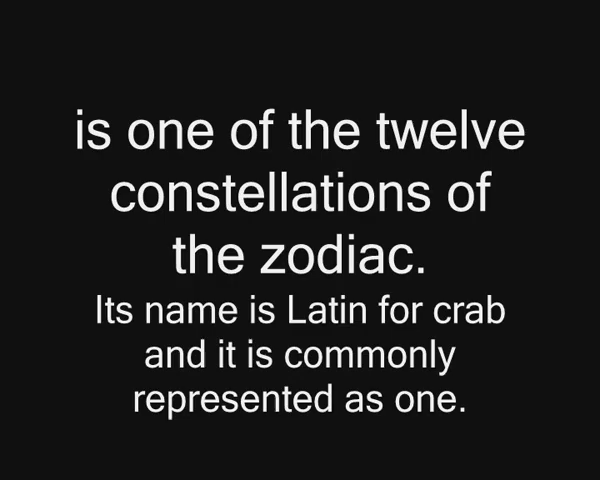 is one of the twelve
constellations of
the zodiac.
Its name is Latin for crab
and it is commonly
represented as one.